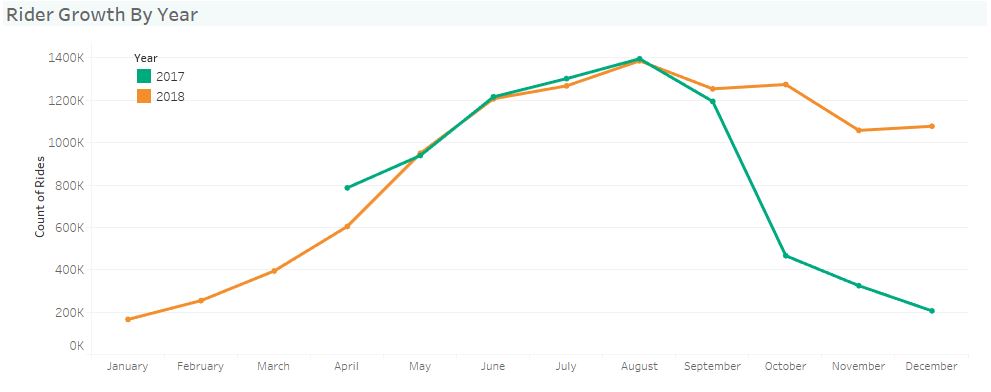 Rider Growth By Year
Year
2017
2018
Count of Rides
1400K
1200K
1000K
800K
600K
400K
200K
0K
January February March April May June July August September October November December